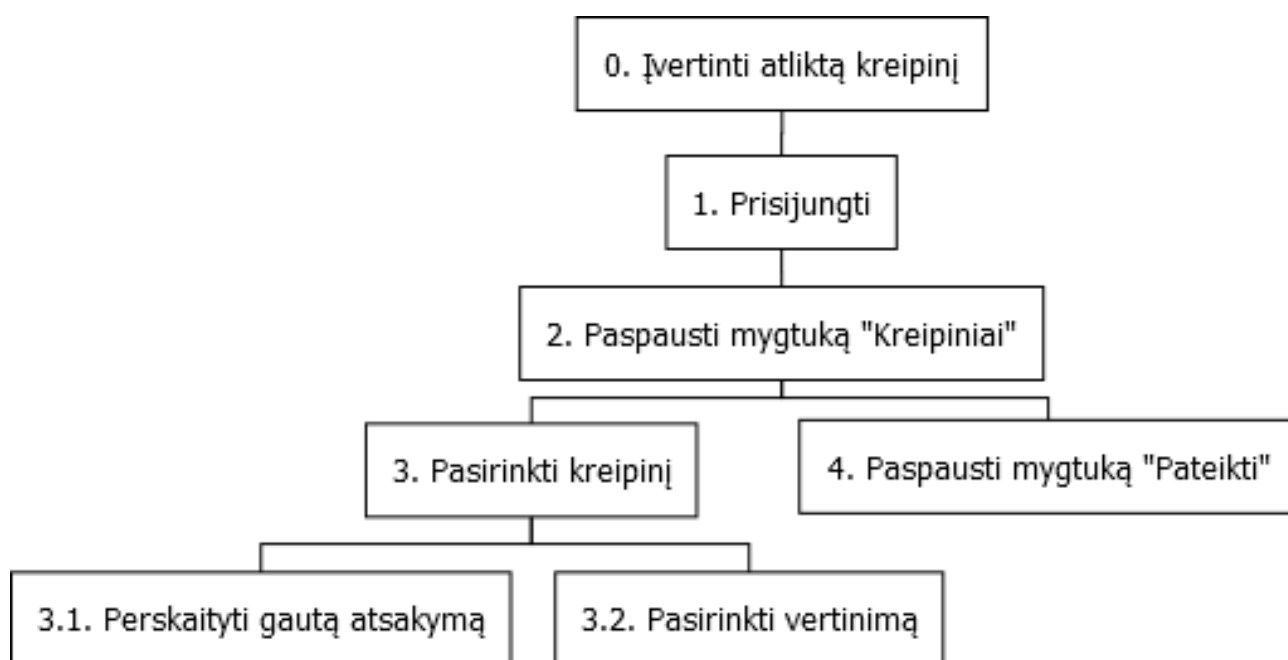 0. Įvertinti atliktą kreipinį
1. Prisijungti
2. Paspausti mygtuką "Kreipiniai"
3. Pasirinkti kreipinį
4. Paspausti mygtuką "Pateikti"
3.1. Perskaityti gautą atsakymą
3.2. Pasirinkti vertinimą